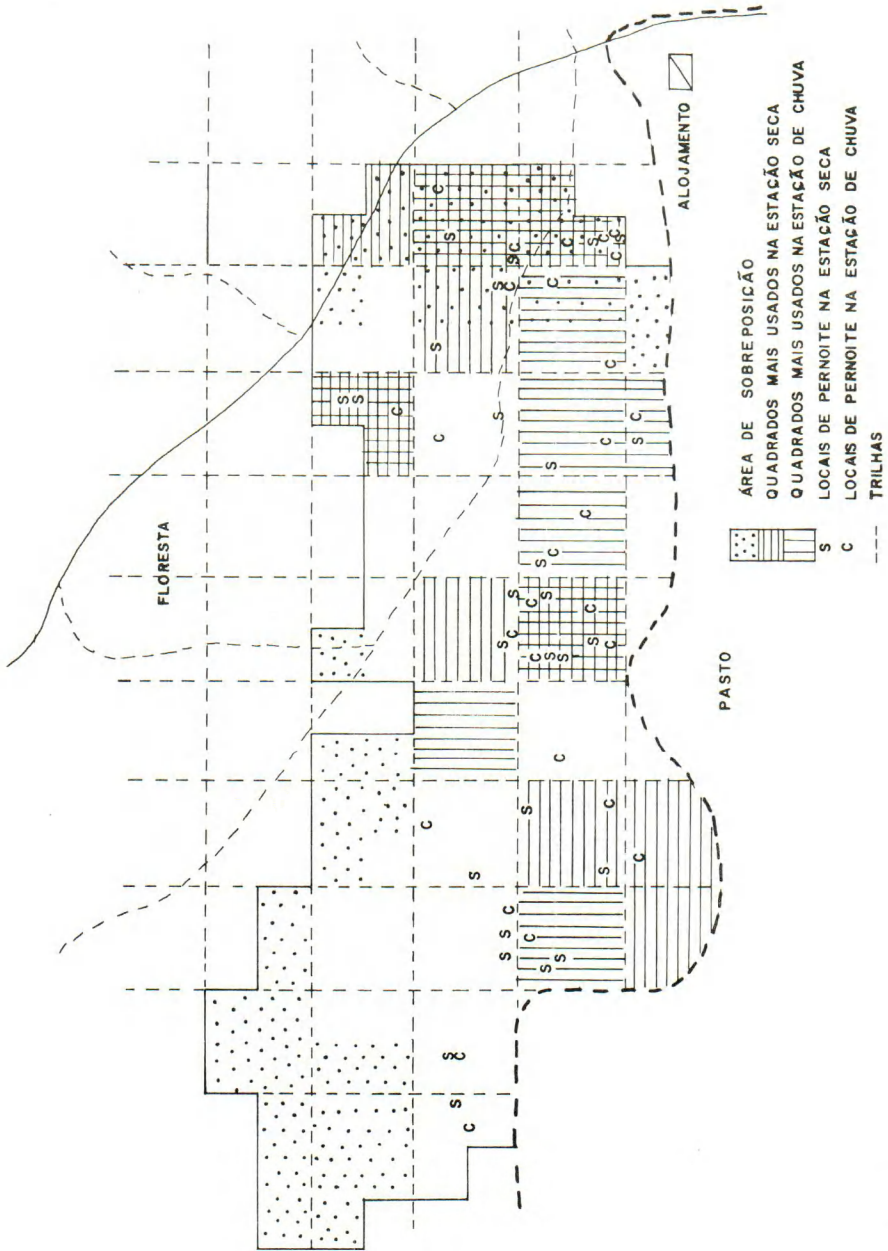 FLORESTA
C
S
S
C
S C
S C
S
C
S S
C
C
S
C
C S
C
S C S
C
C
S
C
S
C
S
C
S C
C
S
C
S
C
S
C
C S
S
S
C
C
S
C
S
S
C
C
S
C
C
S S C
C
S S
S C
S
C
PASTO
ALOJAMENTO
ÁREA DE SOBREPOSIÇÃO
QUADRADOS MAIS USADOS NA ESTAÇÃO SECA
QUADRADOS MAIS USADOS NA ESTAÇÃO DE CHUVA
S LOCAIS DE PERNOITE NA ESTAÇÃO SECA
C LOCAIS DE PERNOITE NA ESTAÇÃO DE CHUVA
TRILHAS